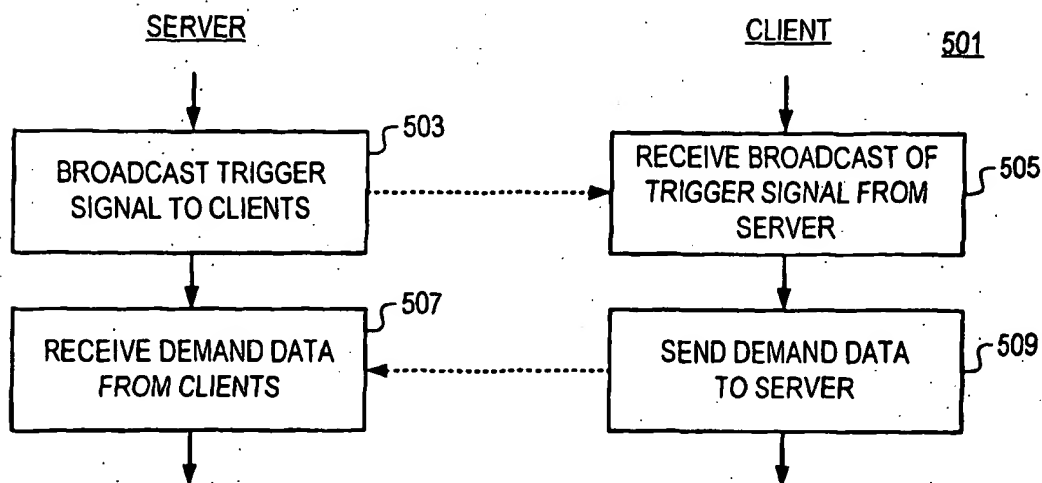 SERVER
CLIENT
501
503
BROADCAST TRIGGER
SIGNAL TO CLIENTS
RECEIVE BROADCAST OF
TRIGGER SIGNAL FROM
SERVER
505
507
RECEIVE DEMAND DATA
FROM CLIENTS
SEND DEMAND DATA
TO SERVER
509